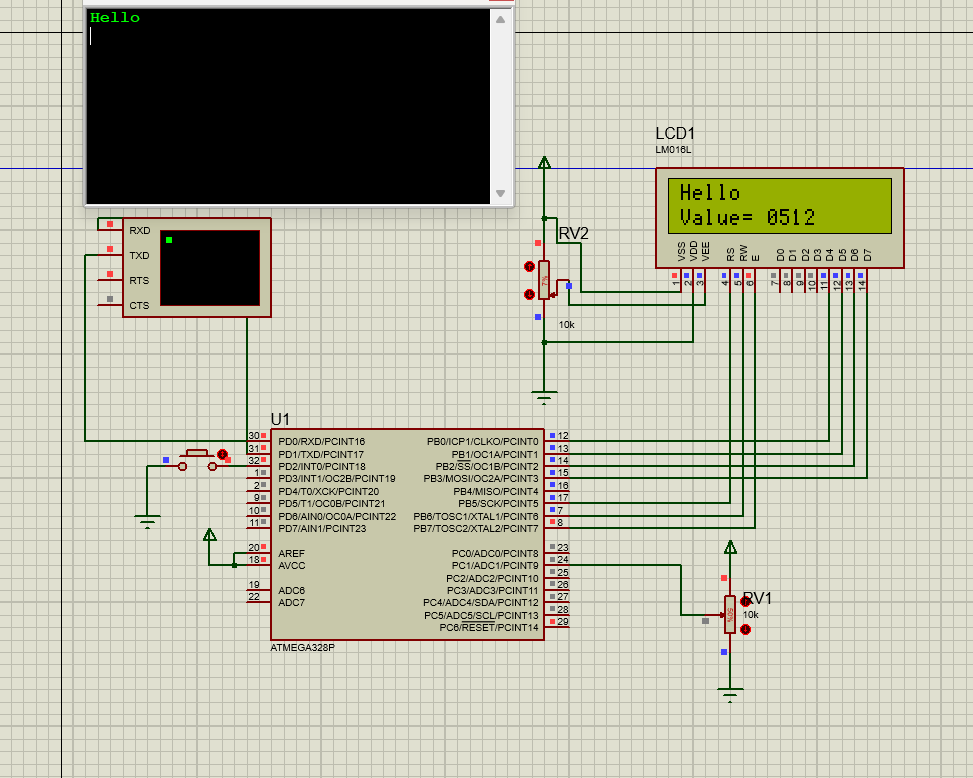 Hello
LCD1
LM016L
Hello
Value= 0512
VSS
VDD
VEE
RS
RW
E
D0
D1
D2
D3
D4
D5
D6
D7
1
2
3
4
5
6
7
8
9
10
11
12
13
14
RXD
TXD
RTS
CTS
RV2
7%
10k
U1
30 PD0/RXD/PCINT16 PB0/ICP1/CLKO/PCINT0 12
31 PD1/TXD/PCINT17 PB1/OC1A/PCINT1 13
32 PD2/INT0/PCINT18 PB2/SS/OC1B/PCINT2 14
1 PD3/INT1/OC2B/PCINT19 PB3/MOSI/OC2A/PCINT3 15
2 PD4/T0/XCK/PCINT20 PB4/MISO/PCINT4 16
9 PD5/T1/OC0B/PCINT21 PB5/SCK/PCINT5 17
10 PD6/AIN0/OC0A/PCINT22 PB6/TOSC1/XTAL1/PCINT6 7
11 PD7/AIN1/PCINT23 PB7/TOSC2/XTAL2/PCINT7 8
20 AREF PC0/ADC0/PCINT8 23
18 AVCC PC1/ADC1/PCINT9 24
PC2/ADC2/PCINT10 25
19 ADC6 PC3/ADC3/PCINT11 26
22 ADC7 PC4/ADC4/SDA/PCINT12 27
PC5/ADC5/SCL/PCINT13 28
PC6/RESET/PCINT14 29
ATMEGA328P
RV1
10k
50%